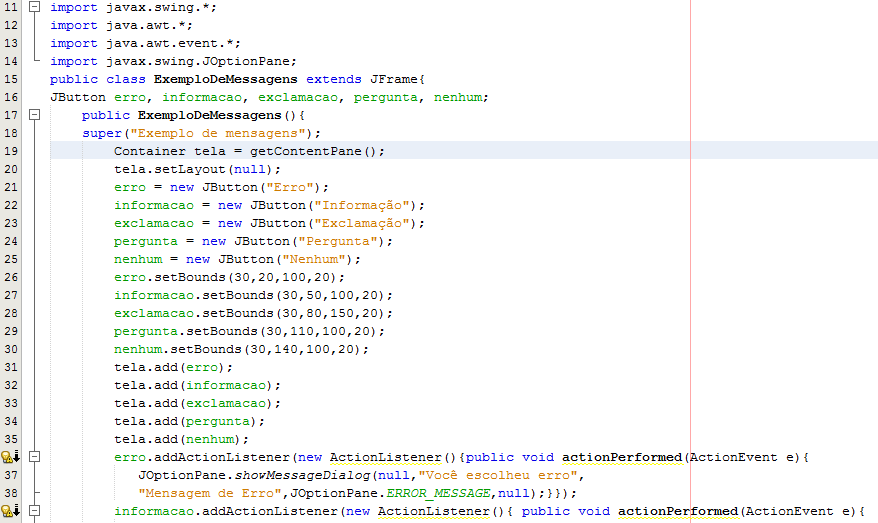 11 import javax.swing.*;
12 import java.awt.*;
13 import java.awt.event.*;
14 import javax.swing.JOptionPane;
15 public class ExemploDeMessagens extends JFrame{
16 JButton erro, informacao, exclamacao, pergunta, nenhum;
17 public ExemploDeMessagens(){
18 super("Exemplo de mensagens");
19 Container tela = getContentPane();
20 tela.setLayout(null);
21 erro = new JButton("Erro");
22 informacao = new JButton("Informação");
23 exclamacao = new JButton("Exclamação");
24 pergunta = new JButton("Pergunta");
25 nenhum = new JButton("Nenhum");
26 erro.setBounds(30,20,100,20);
27 informacao.setBounds(30,50,100,20);
28 exclamacao.setBounds(30,80,150,20);
29 pergunta.setBounds(30,110,100,20);
30 nenhum.setBounds(30,140,100,20);
31 tela.add(erro);
32 tela.add(informacao);
33 tela.add(exclamacao);
34 tela.add(pergunta);
35 tela.add(nenhum);
erro.addActionListener(new ActionListener(){public void actionPerformed(ActionEvent e){
37 JOptionPane.showMessageDialog(null,"Você escolheu erro",
38 "Mensagem de Erro",JOptionPane.ERROR_MESSAGE,null);}});
informacao.addActionListener(new ActionListener(){ public void actionPerformed(ActionEvent e){